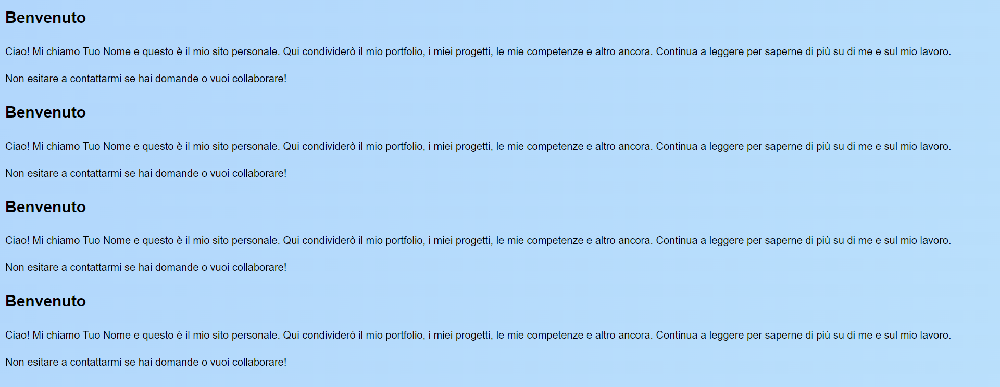 Benvenuto
Ciao! Mi chiamo Tuo Nome e questo è il mio sito personale. Qui condividerò il mio portfolio, i miei progetti, le mie competenze e altro ancora. Continua a leggere per saperne di più su di me e sul mio lavoro.
Non esitare a contattarmi se hai domande o vuoi collaborare!
Benvenuto
Ciao! Mi chiamo Tuo Nome e questo è il mio sito personale. Qui condividerò il mio portfolio, i miei progetti, le mie competenze e altro ancora. Continua a leggere per saperne di più su di me e sul mio lavoro.
Non esitare a contattarmi se hai domande o vuoi collaborare!
Benvenuto
Ciao! Mi chiamo Tuo Nome e questo è il mio sito personale. Qui condividerò il mio portfolio, i miei progetti, le mie competenze e altro ancora. Continua a leggere per saperne di più su di me e sul mio lavoro.
Non esitare a contattarmi se hai domande o vuoi collaborare!
Benvenuto
Ciao! Mi chiamo Tuo Nome e questo è il mio sito personale. Qui condividerò il mio portfolio, i miei progetti, le mie competenze e altro ancora. Continua a leggere per saperne di più su di me e sul mio lavoro.
Non esitare a contattarmi se hai domande o vuoi collaborare!